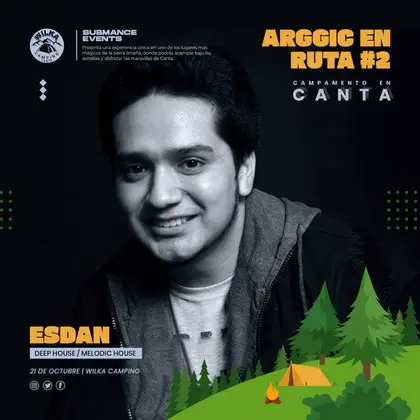 WILKA
CAMPING
SUBMANCE
EVENTS
Presenta una experiencia única en uno de los lugares más
mágicos de la sierra limeña, donde podrás acampar bajo las
estrellas y disfrutar las maravillas de Canta.
ARGGIC EN
RUTA #2
CAMPAMENTO EN
CANTA
ESDAN
DEEP HOUSE / MELODIC HOUSE
21 DE OCTUBRE | WILKA CAMPING